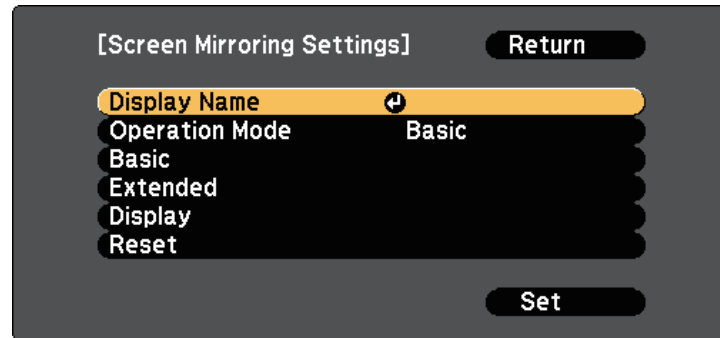 [Screen Mirroring Settings] Return
Display Name
Operation Mode Basic
Basic
Extended
Display
Reset
Set